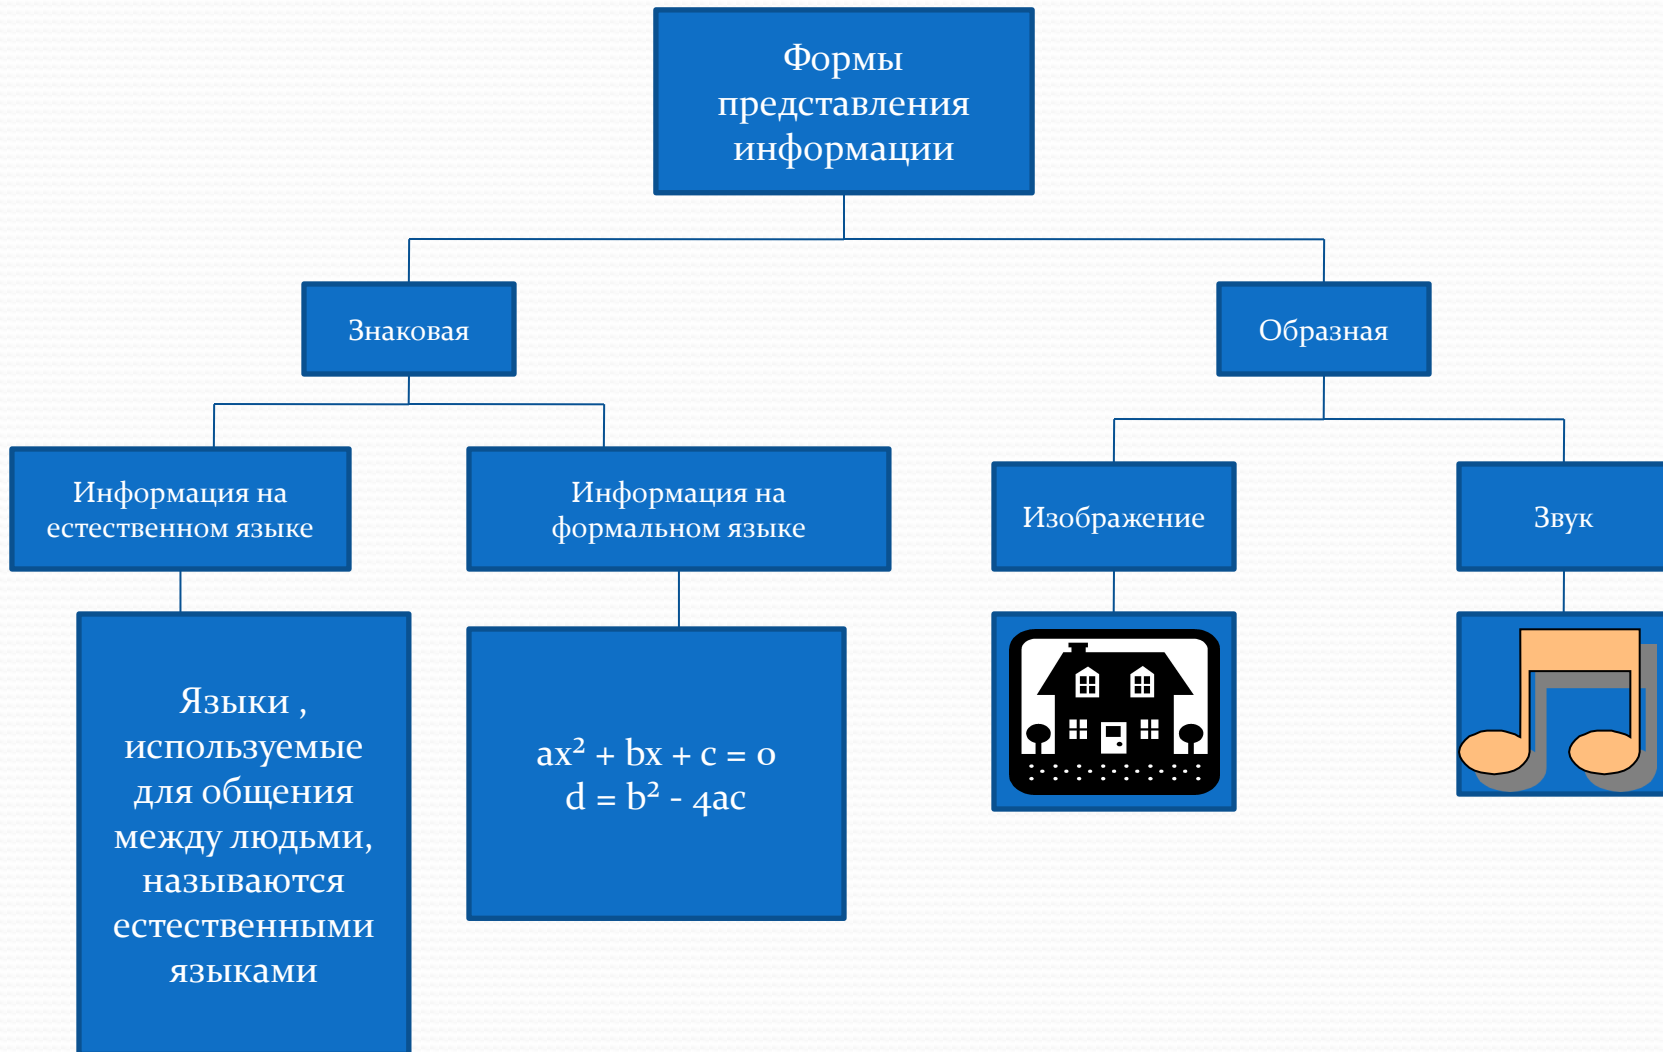 Формы
представления
информации
Знаковая
Образная
Информация на
естественном языке
Информация на
формальном языке
Изображение
Звук
Языки ,
используемые
для общения
между людьми,
называются
естественными
языками
ax² + bx + c = 0
d = b² - 4ac